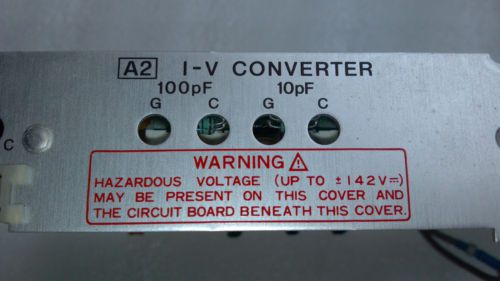 A2 I-V CONVERTER
100pF 10pF
G C G C
C
WARNING ⚠
HAZARDOUS VOLTAGE (UP TO ±142V⎓)
MAY BE PRESENT ON THIS COVER AND
THE CIRCUIT BOARD BENEATH THIS COVER.